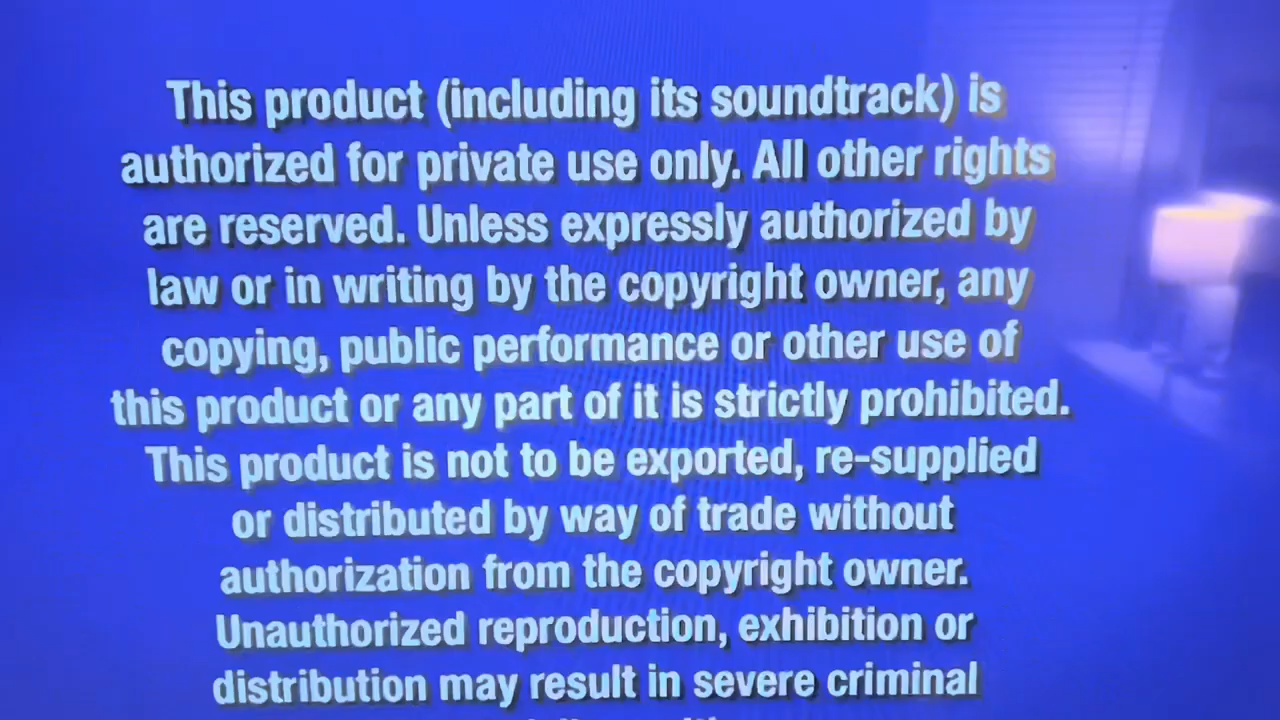 This product (including its soundtrack) is
authorized for private use only. All other rights
are reserved. Unless expressly authorized by
law or in writing by the copyright owner, any
copying, public performance or other use of
this product or any part of it is strictly prohibited.
This product is not to be exported, re-supplied
or distributed by way of trade without
authorization from the copyright owner.
Unauthorized reproduction, exhibition or
distribution may result in severe criminal